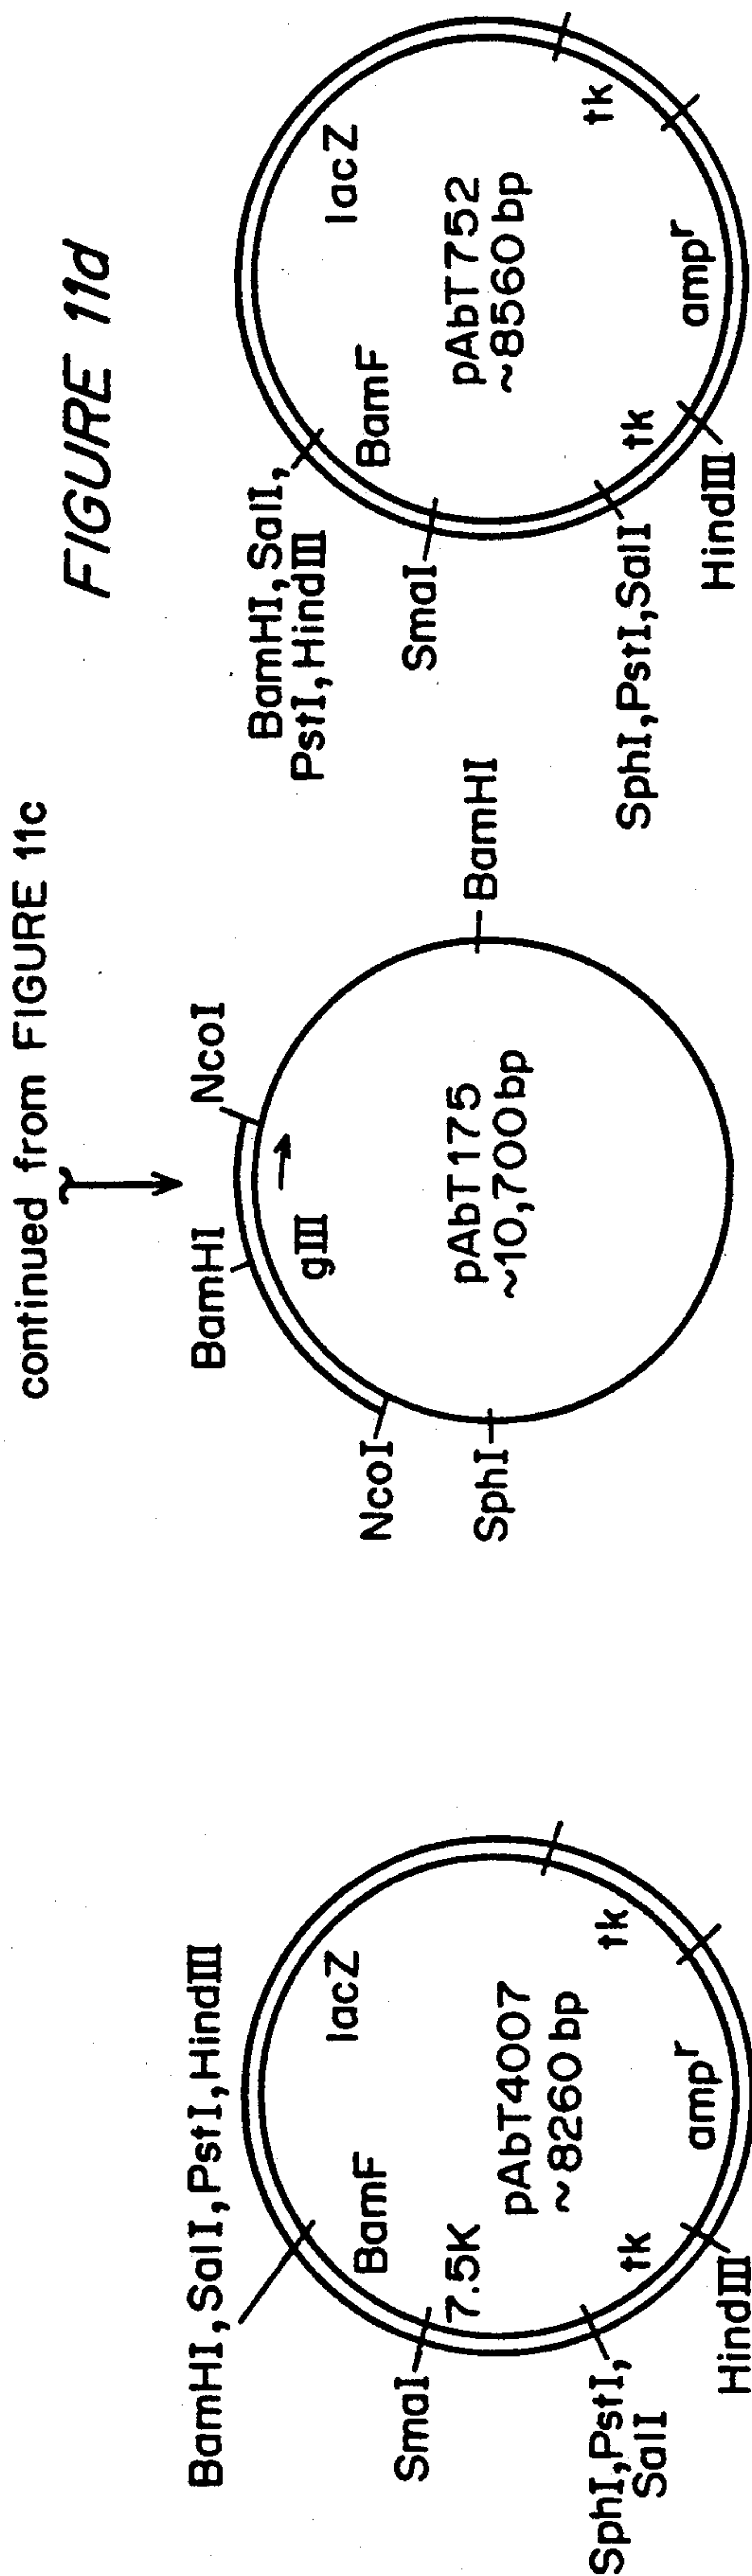 continued from FIGURE 11c
FIGURE 11d
BamHI, SalI, PstI, HindIII
BamF
lacZ
SmaI
7.5K
pAbT4007
~8260 bp
tk
SphI, PstI,
SalI
tk
amp^r
HindIII
BamHI
NcoI
gIII
NcoI
BamHI
SphI
pAbT175
~10,700 bp
BamHI, SalI,
PstI, HindIII
BamF
lacZ
SmaI
pAbT752
~8560 bp
tk
SphI, PstI, SalI
tk
amp^r
HindIII